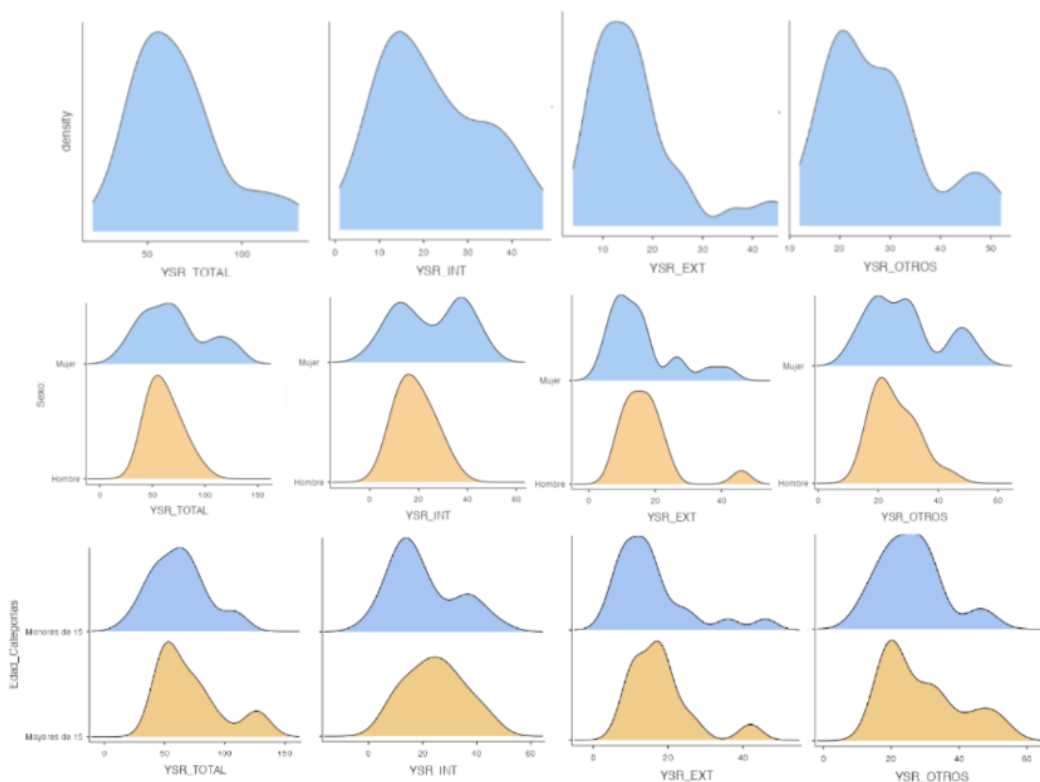 density
50 100
YSR_TOTAL
0 10 20 30 40
YSR_INT
10 20 30 40
YSR_EXT
10 20 30 40 50
YSR_OTROS
Sexo
Mujer
Hombre
0 50 100 150
YSR_TOTAL
Mujer
Hombre
0 20 40 60
YSR_INT
Mujer
Hombre
0 20 40
YSR_EXT
Mujer
Hombre
0 20 40 60
YSR_OTROS
Edad_Categorias
Menores de 15
Mayores de 15
0 50 100 150
YSR_TOTAL
0 20 40 60
YSR_INT
0 20 40
YSR_EXT
0 20 40 60
YSR_OTROS